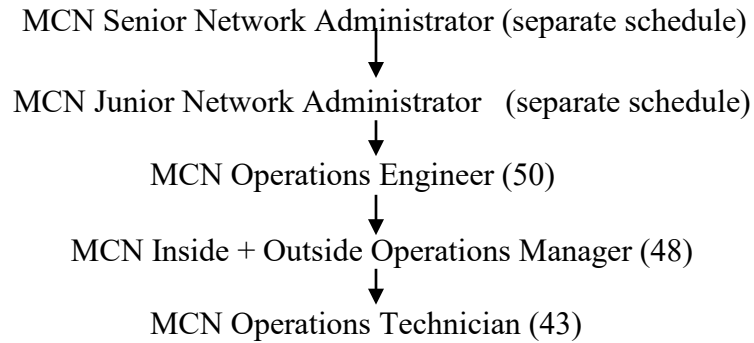 MCN Senior Network Administrator (separate schedule)
MCN Junior Network Administrator (separate schedule)
MCN Operations Engineer (50)
MCN Inside + Outside Operations Manager (48)
MCN Operations Technician (43)